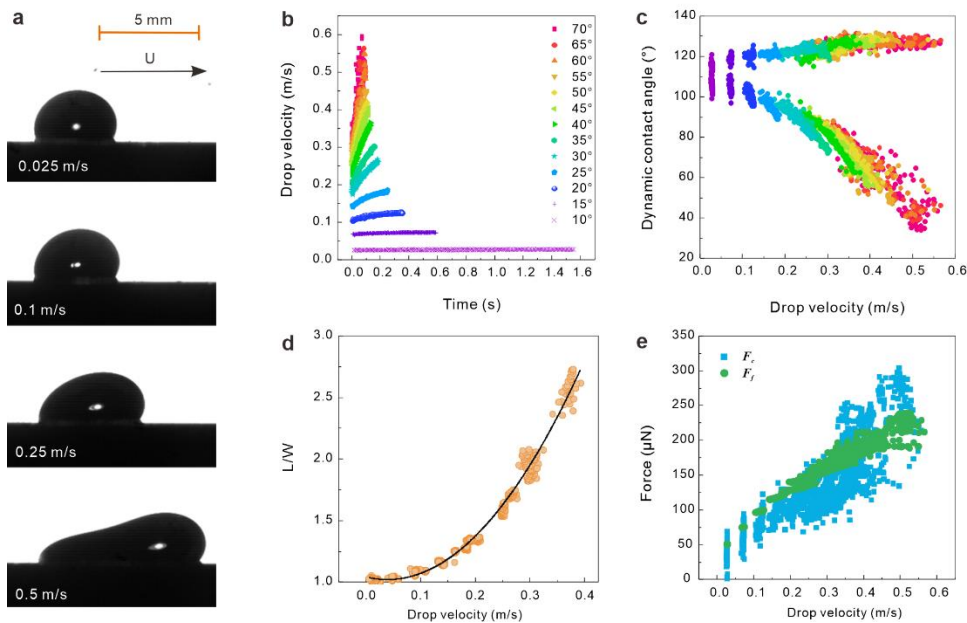 a
5 mm
U
0.025 m/s
0.1 m/s
0.25 m/s
0.5 m/s
b
Drop velocity (m/s)
0.6
0.5
0.4
0.3
0.2
0.1
0.0
70°
65°
60°
55°
50°
45°
40°
35°
30°
25°
20°
15°
10°
0.0 0.2 0.4 0.6 0.8 1.0 1.2 1.4 1.6
Time (s)
c
Dynamic contact angle (°)
140
120
100
80
60
40
20
0.0 0.1 0.2 0.3 0.4 0.5 0.6
Drop velocity (m/s)
d
L/W
3.0
2.5
2.0
1.5
1.0
0.0 0.1 0.2 0.3 0.4
Drop velocity (m/s)
e
Force (μN)
350
300
250
200
150
100
50
0
Fc
Ff
0.0 0.1 0.2 0.3 0.4 0.5 0.6
Drop velocity (m/s)